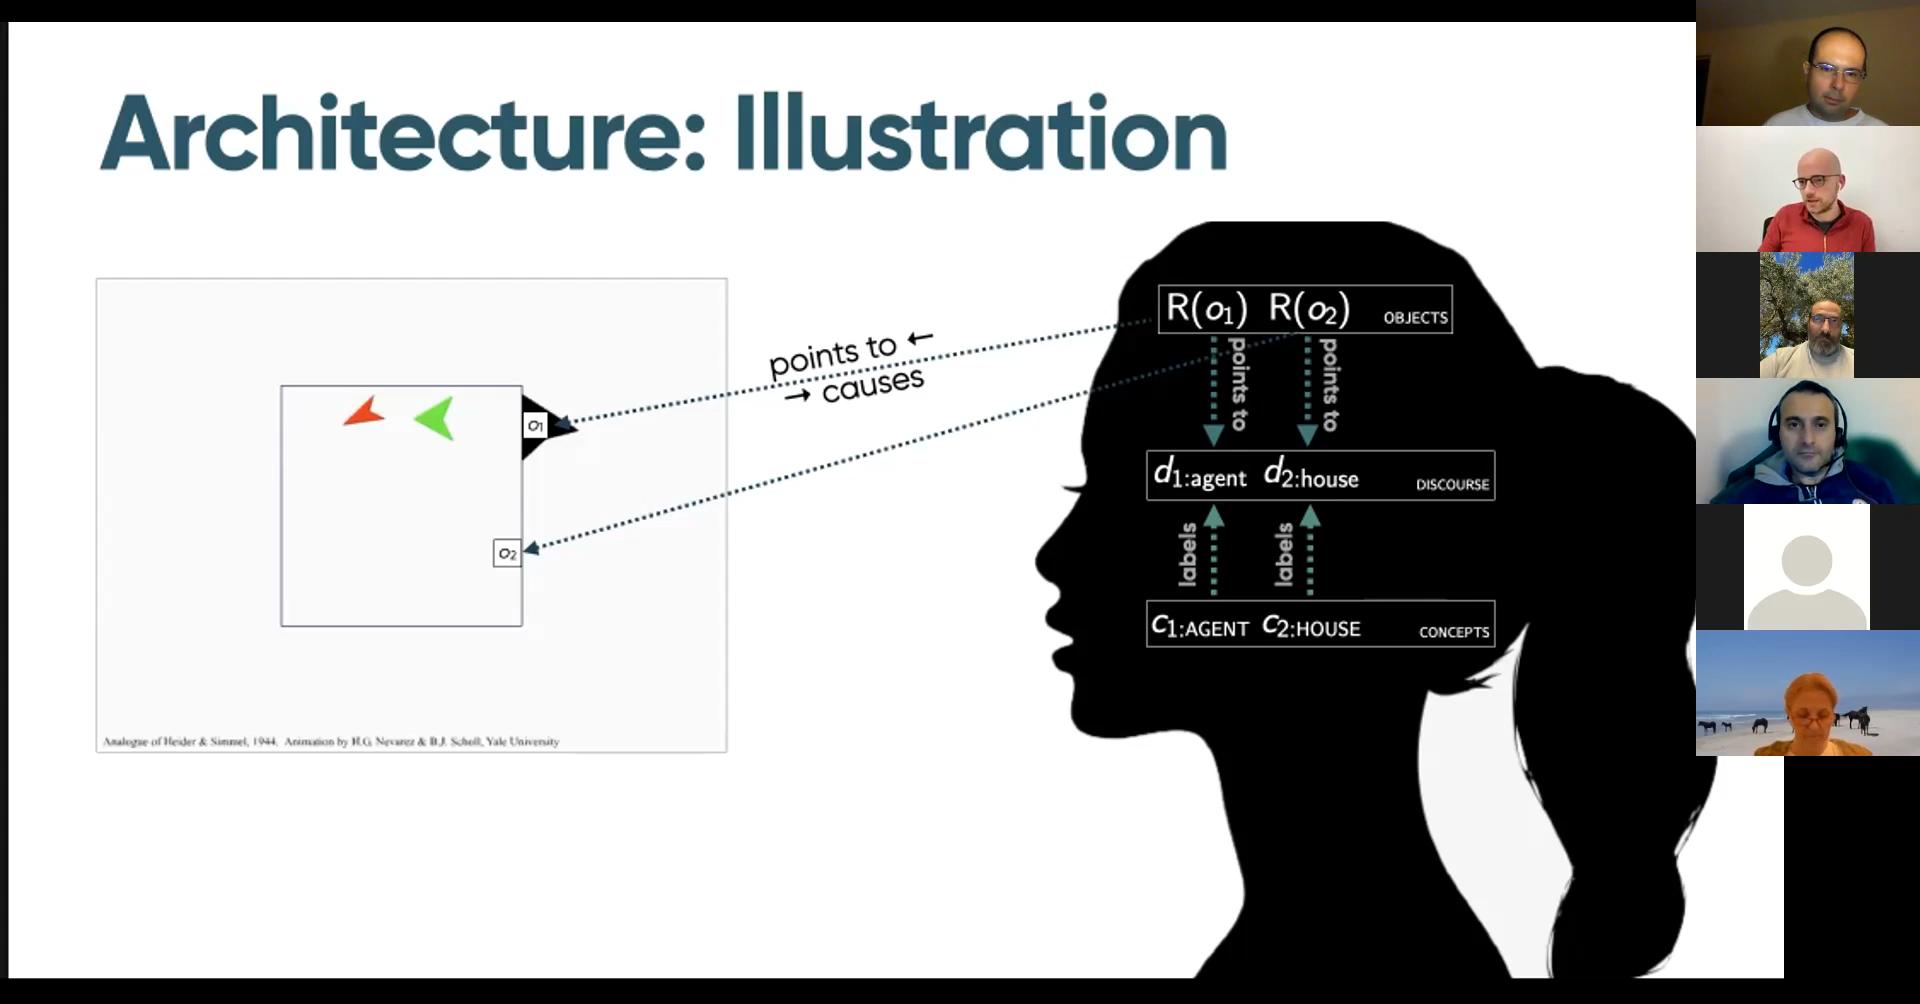 Architecture: Illustration
points to ←
→ causes
o₁
o₂
Analogue of Heider & Simmel, 1944. Animation by H.G. Nevarez & B.J. Scholl, Yale University
R(o₁) R(o₂) OBJECTS
points to
points to
d₁:agent d₂:house DISCOURSE
labels
labels
c₁:AGENT c₂:HOUSE CONCEPTS